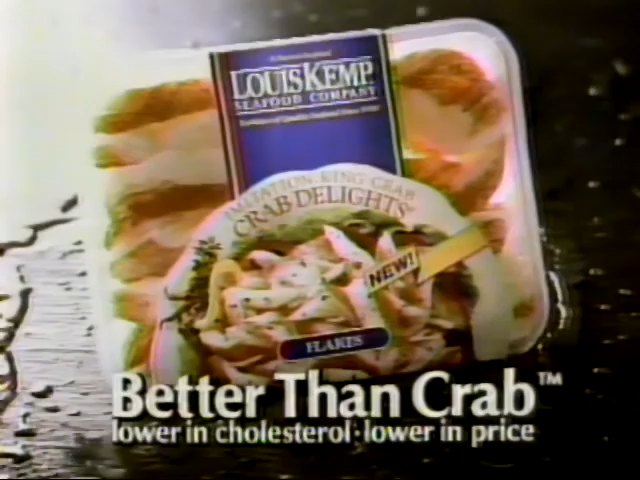 LOUIS KEMP
SEAFOOD COMPANY
IMITATION KING CRAB
CRAB DELIGHTS®
NEW!
FLAKES
Better Than Crab™
lower in cholesterol · lower in price